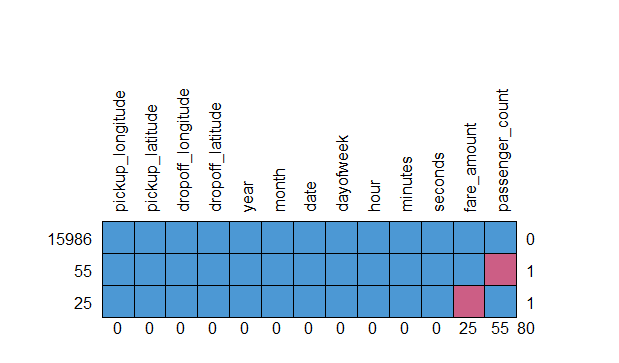 pickup_longitude
pickup_latitude
dropoff_longitude
dropoff_latitude
year
month
date
dayofweek
hour
minutes
seconds
fare_amount
passenger_count
15986 0
55 1
25 1
0 0 0 0 0 0 0 0 0 0 0 25 55 80